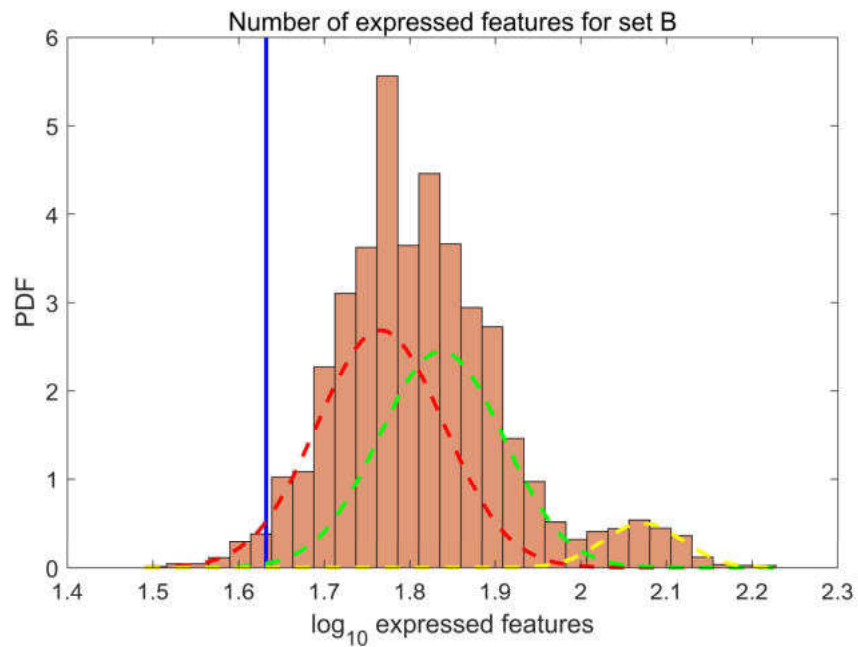 Number of expressed features for set B
6
5
4
3
2
1
0
PDF
1.4 1.5 1.6 1.7 1.8 1.9 2 2.1 2.2 2.3
log10 expressed features